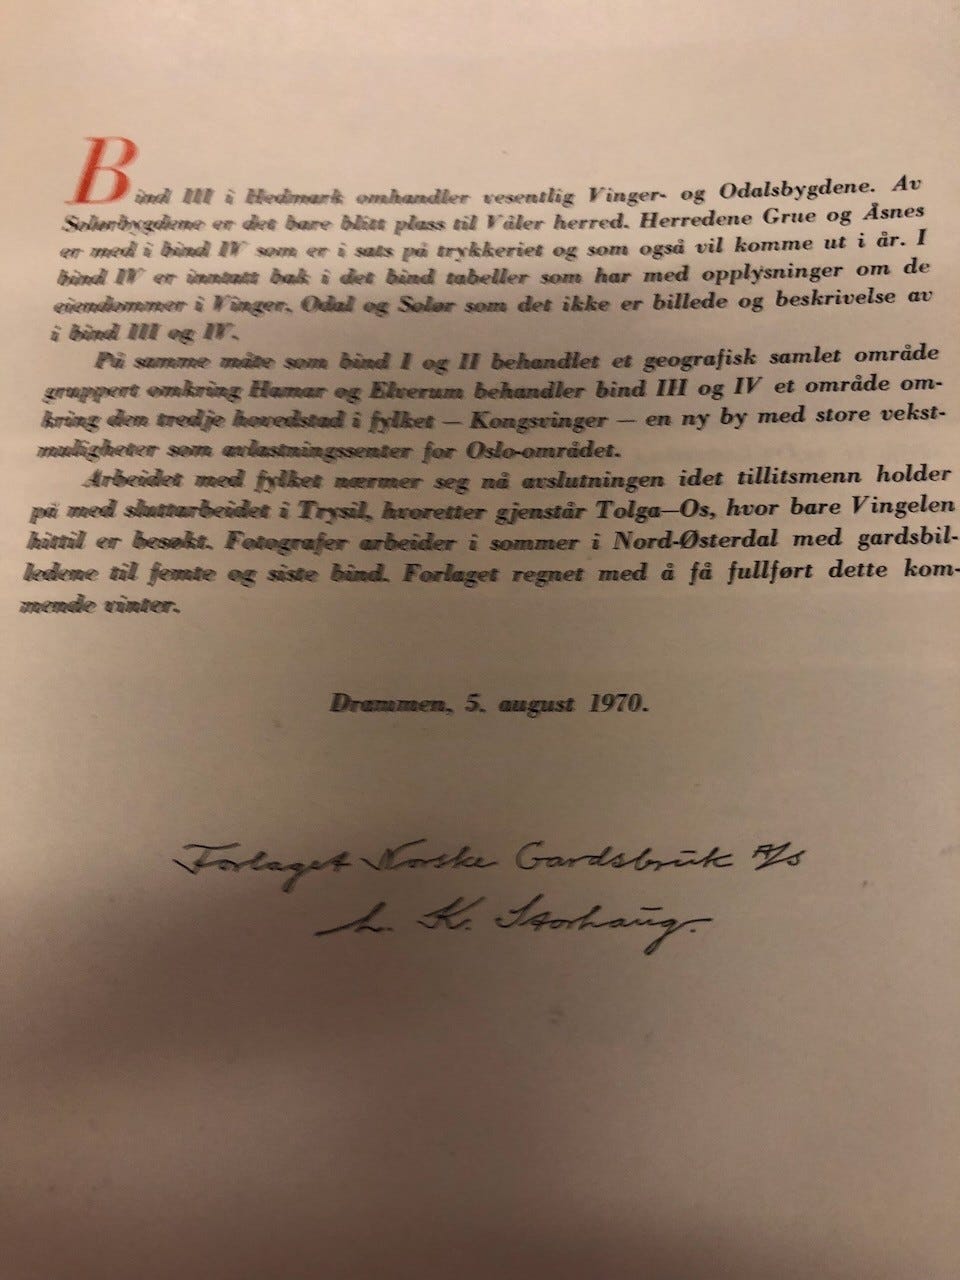 Bind III i Hedmark omhandler vesentlig Vinger- og Odalsbygdene. Av
Solørbygdene er det bare blitt plass til Våler herred. Herredene Grue og Åsnes
er med i bind IV som er i sats på trykkeriet og som også vil komme ut i år. I
bind IV er inntatt bak i det bind tabeller som har med opplysninger om de
eiendommer i Vinger, Odal og Solør som det ikke er billede og beskrivelse av
i bind III og IV.
På samme måte som bind I og II behandlet et geografisk samlet område
gruppert omkring Hamar og Elverum behandler bind III og IV et område om-
kring den tredje hovedstad i fylket — Kongsvinger — en ny by med store vekst-
muligheter som avlastningssenter for Oslo-området.
Arbeidet med fylket nærmer seg nå avslutningen idet tillitsmenn holder
på med sluttarbeidet i Trysil, hvoretter gjenstår Tolga—Os, hvor bare Vingelen
hittil er besøkt. Fotografer arbeider i sommer i Nord-Østerdal med gardsbil-
ledene til femte og siste bind. Forlaget regnet med å få fullført dette kom-
mende vinter.
Drammen, 5. august 1970.
Forlaget Norske Gardsbruk A/S
L. K. Storhaug.